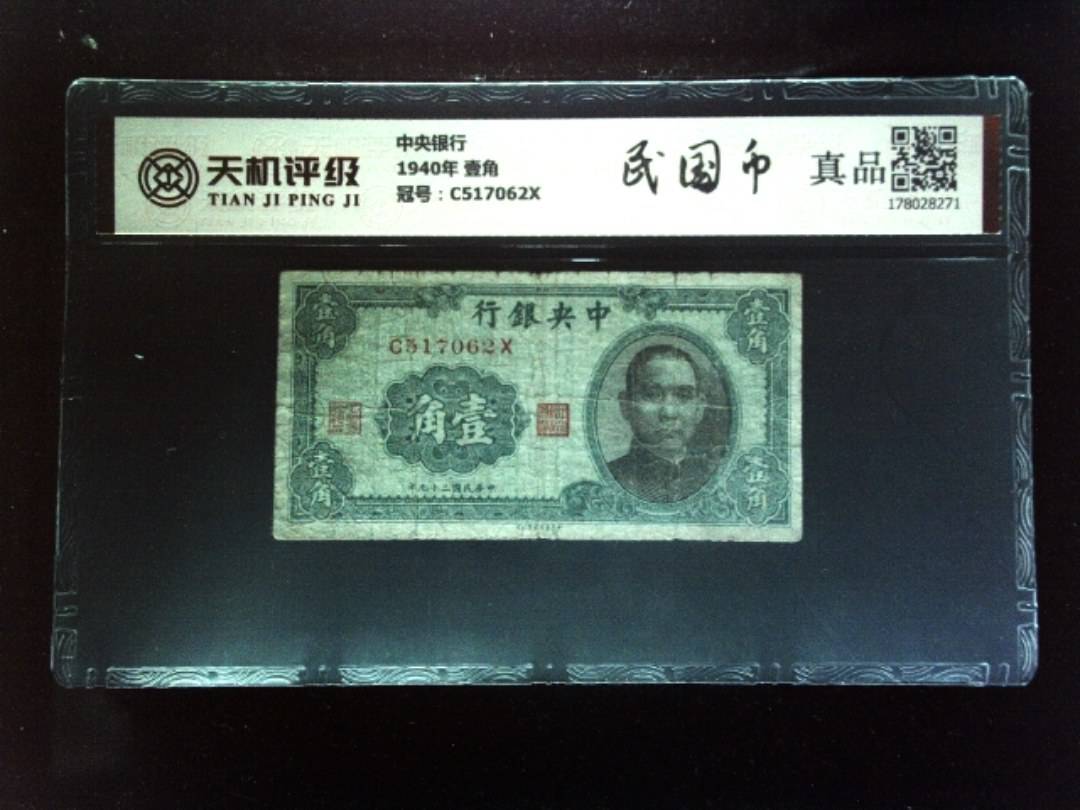 天机评级
TIAN JI PING JI
中央银行
1940年 壹角
冠号：C517062X
民国币
真品
178028271
行銀央中
C517062X
壹角
壹角
角壹
壹角
壹角
年九十二國民華中